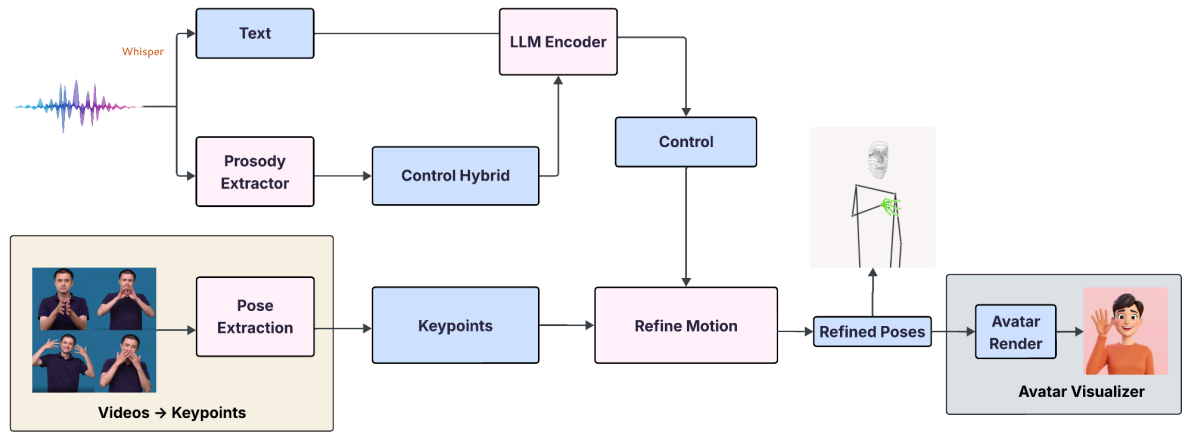 Whisper
Text
LLM Encoder
Prosody
Extractor
Control Hybrid
Control
Pose
Extraction
Keypoints
Refine Motion
Refined Poses
Avatar
Render
Videos → Keypoints
Avatar Visualizer